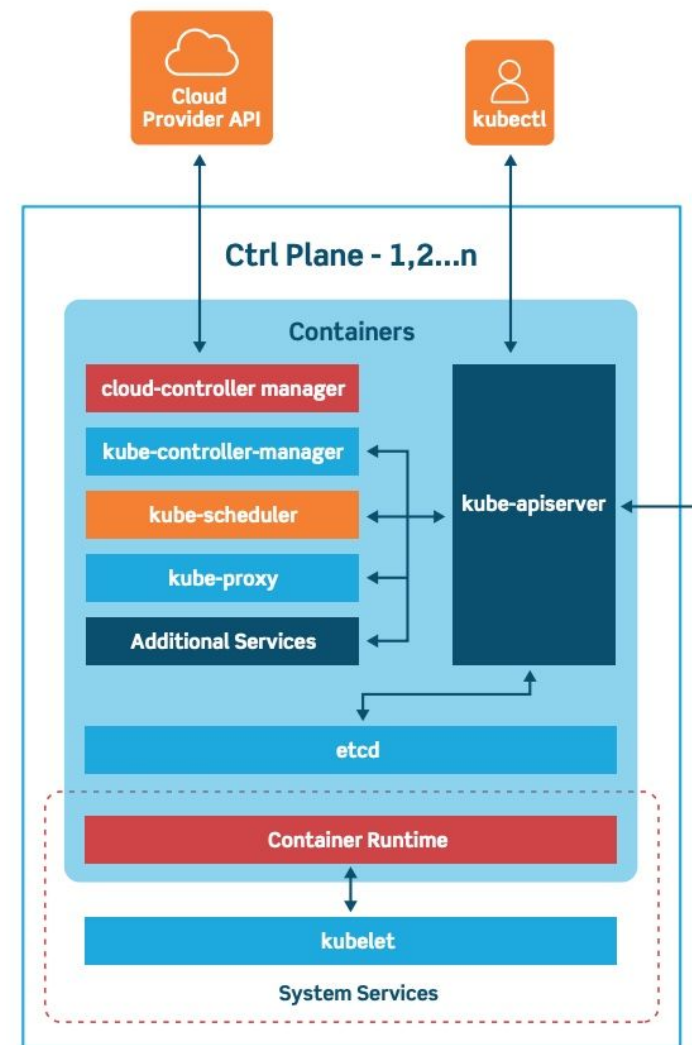 Cloud
Provider API
kubectl
Ctrl Plane - 1,2...n
Containers
cloud-controller manager
kube-controller-manager
kube-scheduler
kube-proxy
Additional Services
kube-apiserver
etcd
Container Runtime
kubelet
System Services